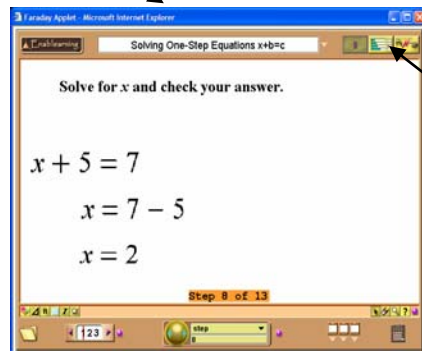 Faraday Applet - Microsoft Internet Explorer
Enablearning
Solving One-Step Equations x+b=c
Solve for x and check your answer.
x + 5 = 7
x = 7 − 5
x = 2
Step 8 of 13
123
step
8